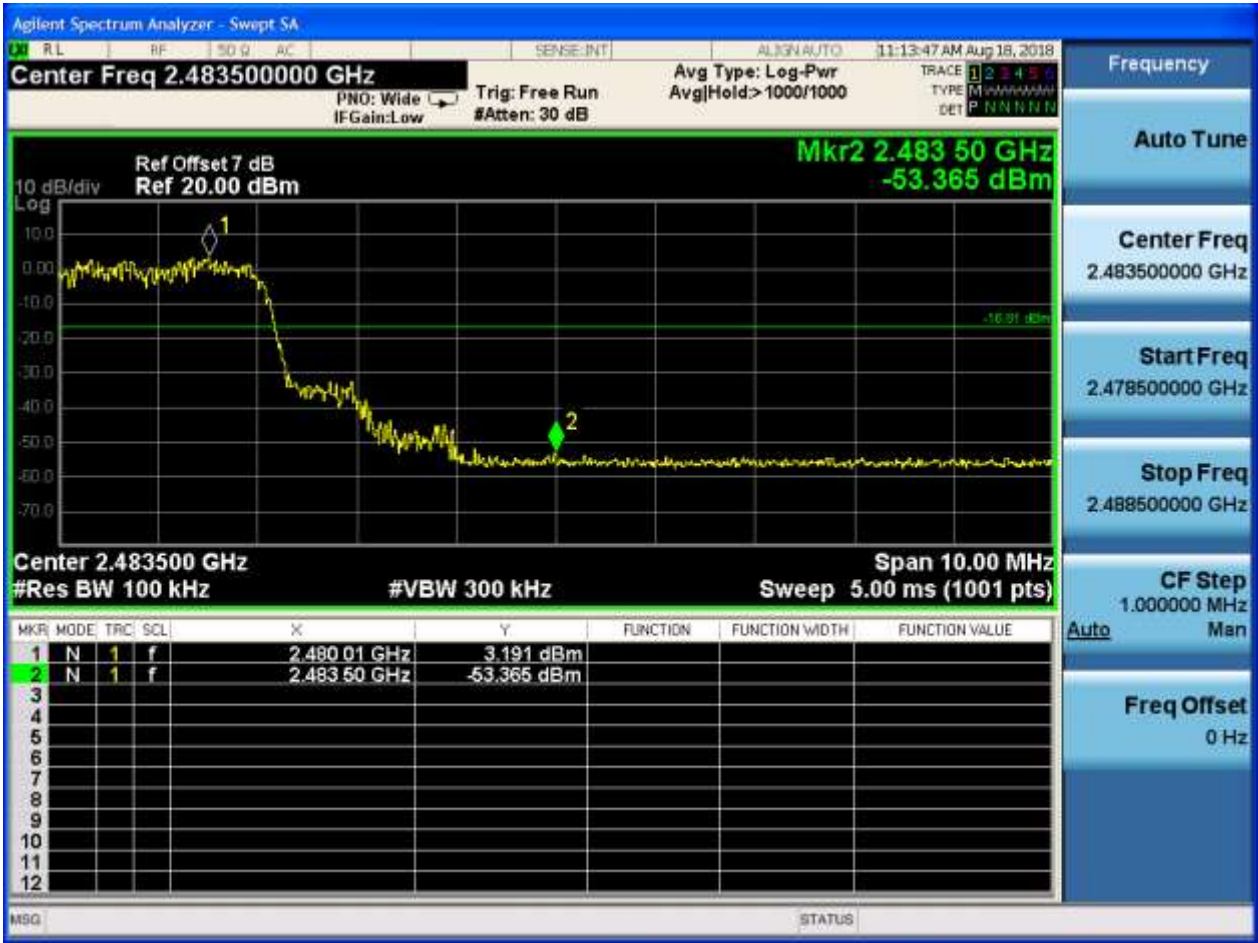 Agilent Spectrum Analyzer - Swept SA
RL RF 50 Ω AC SENSE:INT ALIGN AUTO 11:13:47 AM Aug 18, 2018
Center Freq 2.483500000 GHz
PNO: Wide
IFGain:Low
Trig: Free Run
#Atten: 30 dB
Avg Type: Log-Pwr
Avg|Hold:> 1000/1000
TRACE 1 2 3 4 5 6
TYPE M
DET P N N N N N
Frequency
Auto Tune
Center Freq
2.483500000 GHz
Start Freq
2.478500000 GHz
Stop Freq
2.488500000 GHz
CF Step
1.000000 MHz
Auto Man
Freq Offset
0 Hz
Mkr2 2.483 50 GHz
-53.365 dBm
Ref Offset 7 dB
10 dB/div Ref 20.00 dBm
Log
10.0
0.00
-10.0
-20.0
-30.0
-40.0
-50.0
-60.0
-70.0
1
2
-16.81 dBm
Center 2.483500 GHz Span 10.00 MHz
#Res BW 100 kHz #VBW 300 kHz Sweep 5.00 ms (1001 pts)
MKR MODE TRC SCL X Y FUNCTION FUNCTION WIDTH FUNCTION VALUE
1 N 1 f 2.480 01 GHz 3.191 dBm
2 N 1 f 2.483 50 GHz -53.365 dBm
3
4
5
6
7
8
9
10
11
12
MSG STATUS